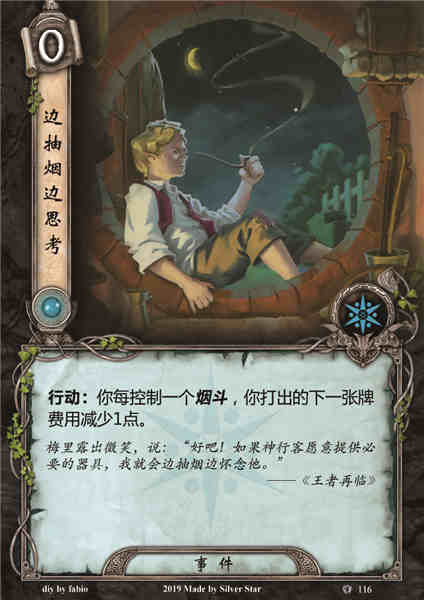 0
边抽烟边思考
行动：你每控制一个烟斗，你打出的下一张牌
费用减少1点。
梅里露出微笑，说：“好吧！如果神行客愿意提供必
要的器具，我就会边抽烟边怀念他。”
——《王者再临》
事件
diy by fabio
2019 Made by Silver Star
116